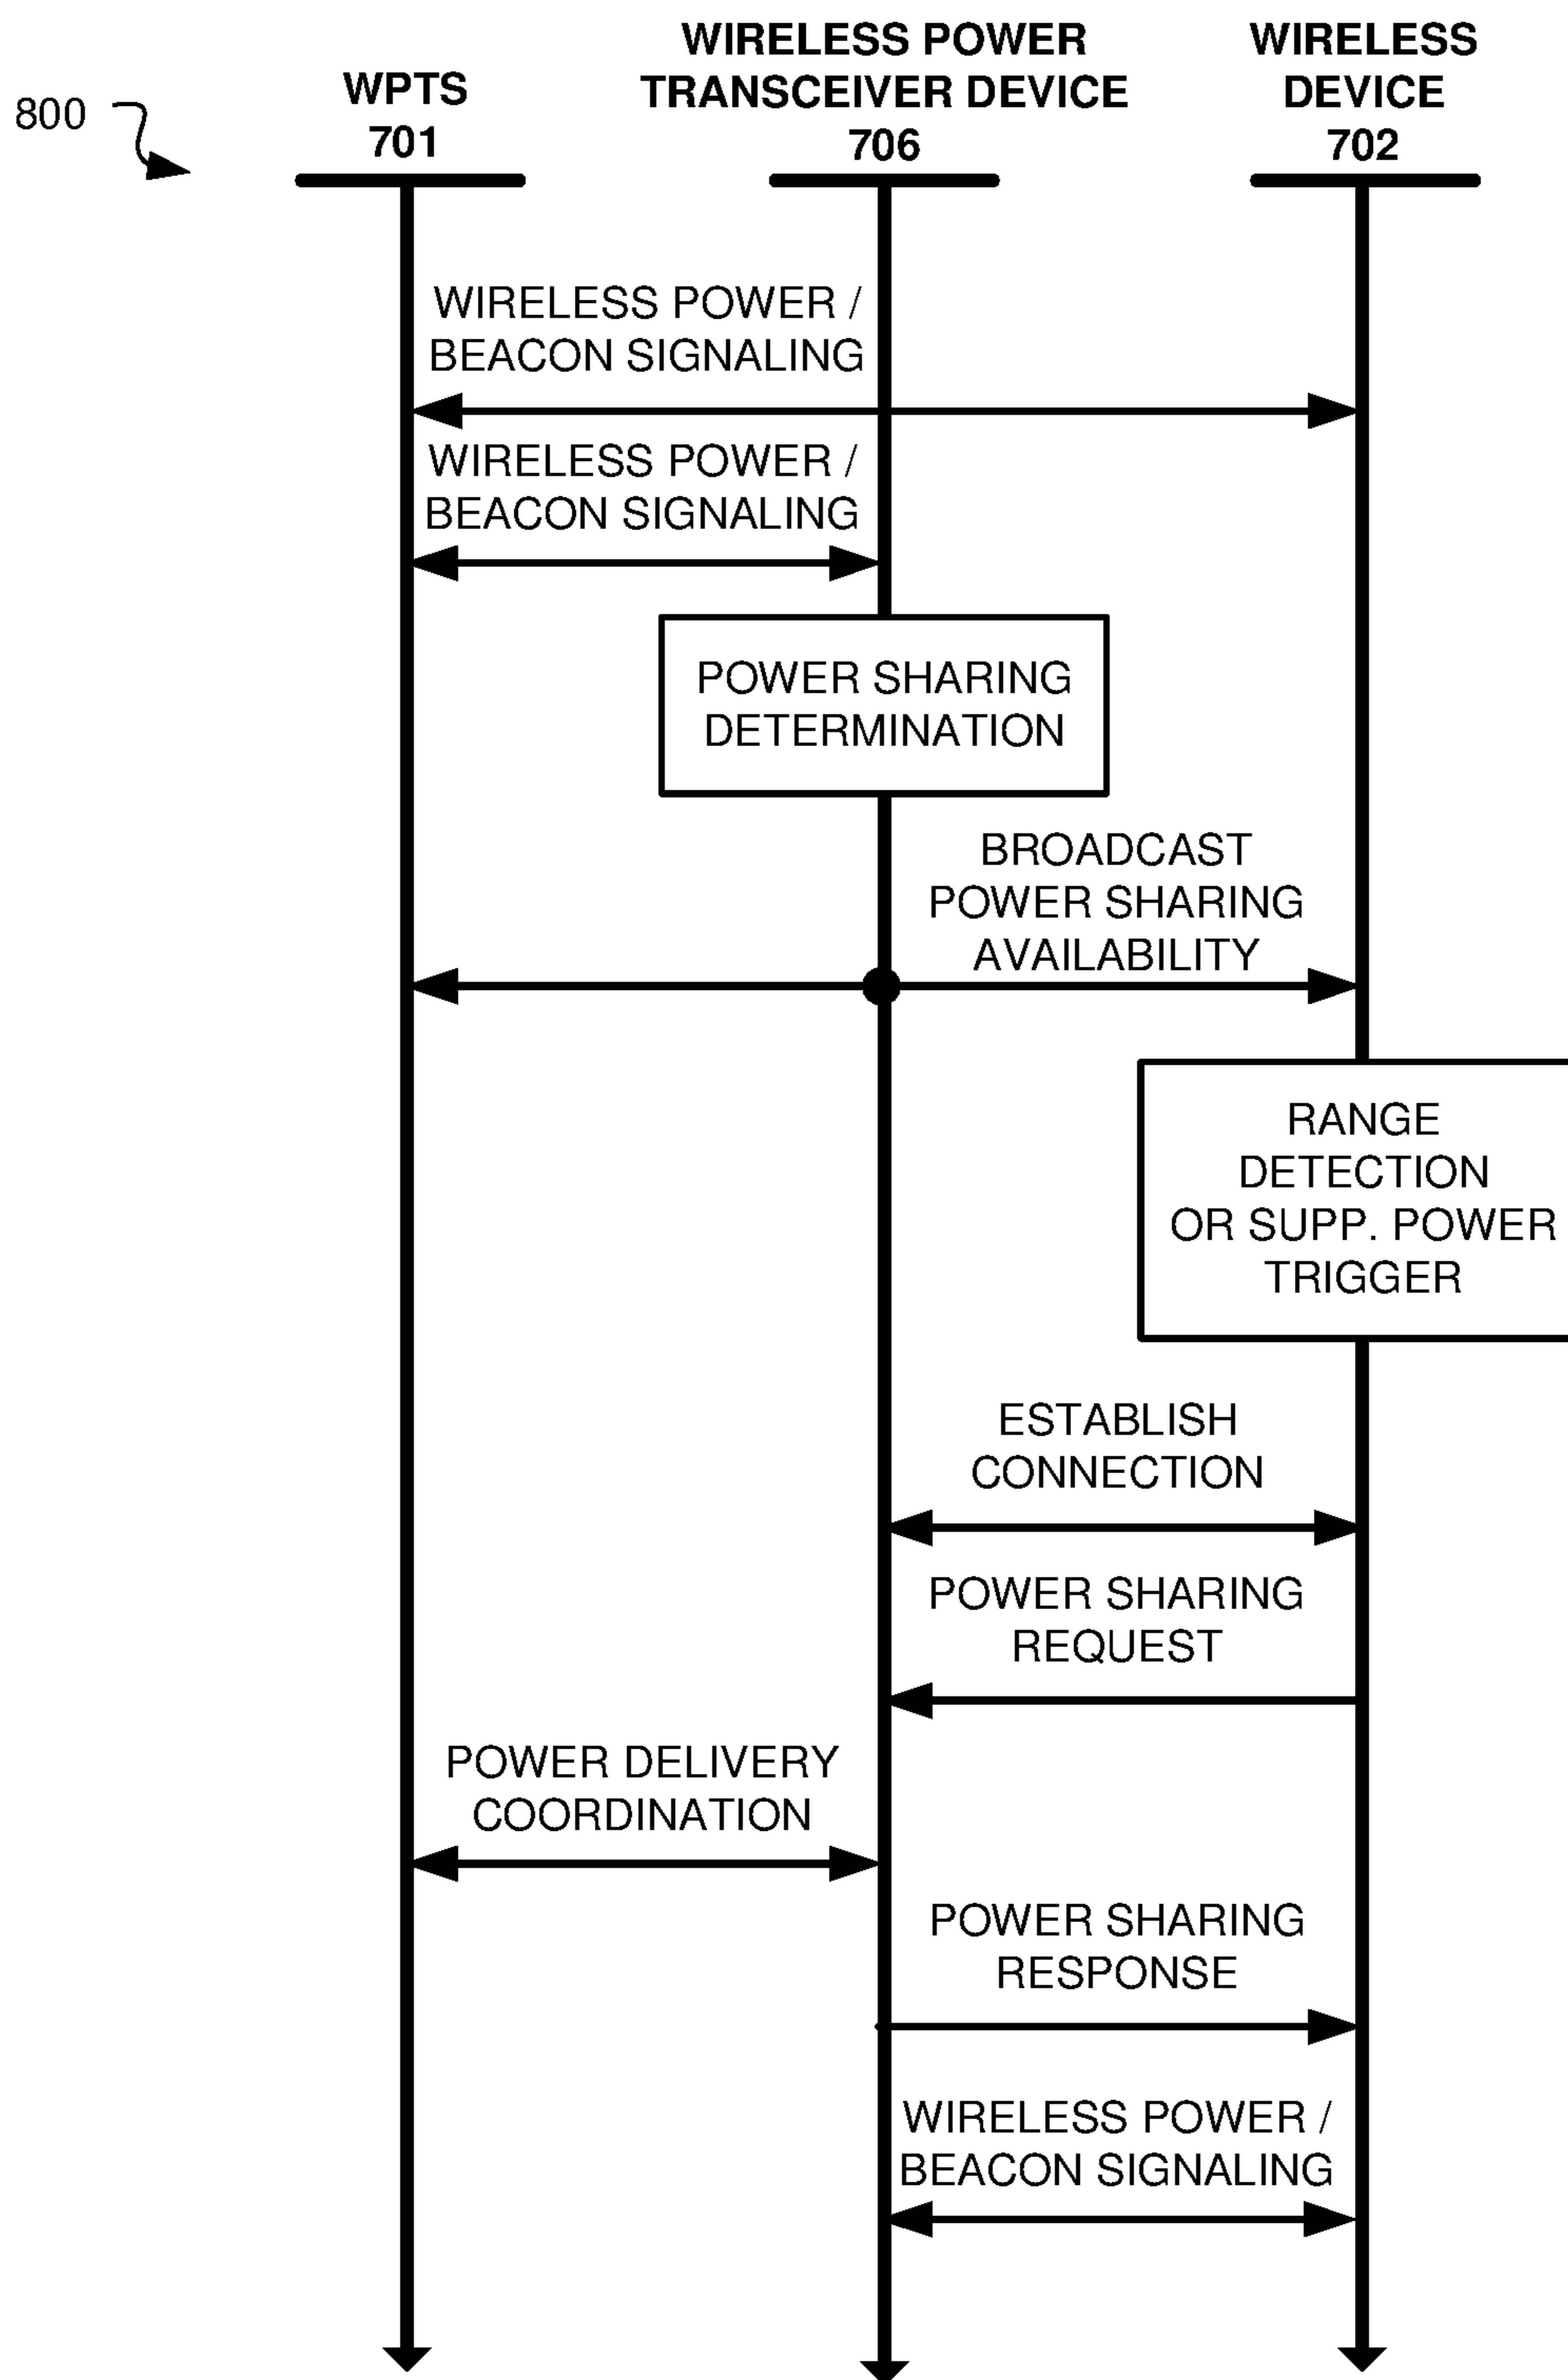 800
WPTS
701
WIRELESS POWER
TRANSCEIVER DEVICE
706
WIRELESS
DEVICE
702
WIRELESS POWER /
BEACON SIGNALING
WIRELESS POWER /
BEACON SIGNALING
POWER SHARING
DETERMINATION
BROADCAST
POWER SHARING
AVAILABILITY
RANGE
DETECTION
OR SUPP. POWER
TRIGGER
ESTABLISH
CONNECTION
POWER SHARING
REQUEST
POWER DELIVERY
COORDINATION
POWER SHARING
RESPONSE
WIRELESS POWER /
BEACON SIGNALING